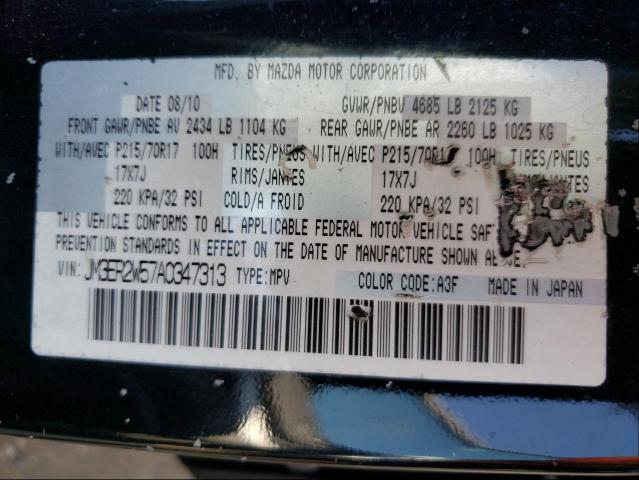 MFD. BY MAZDA MOTOR CORPORATION
DATE 08/10 GVWR/PNBV 4685 LB 2125 KG
FRONT GAWR/PNBE AV 2434 LB 1104 KG REAR GAWR/PNBE AR 2260 LB 1025 KG
WITH/AVEC P215/70R17 100H TIRES/PNEUS WITH/AVEC P215/70R1 100H TIRES/PNEUS
17X7J RIMS/JANTES 17X7J
220 KPA/32 PSI COLD/A FROID 220 KPA/32 PSI
THIS VEHICLE CONFORMS TO ALL APPLICABLE FEDERAL MOTOR VEHICLE
PREVENTION STANDARDS IN EFFECT ON THE DATE OF MANUFACTURE SHOWN
VIN: JM3ER2W57A0347313 TYPE:MPV COLOR CODE: A3F MADE IN JAPAN